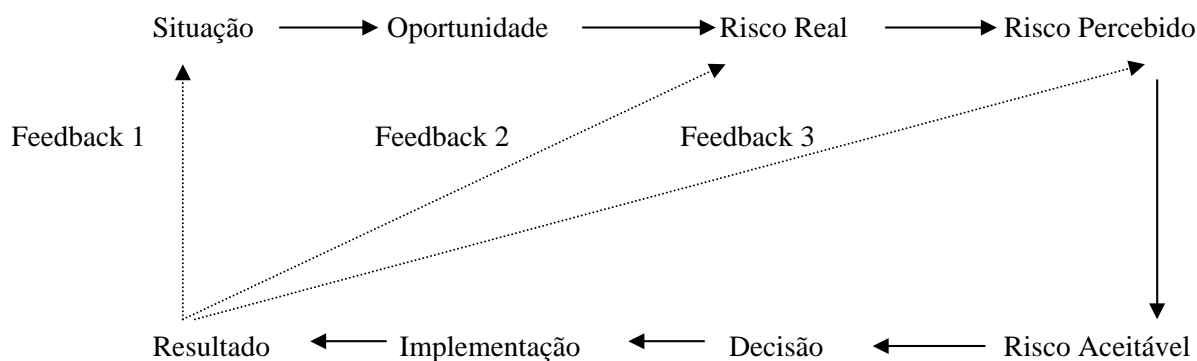 Situação Oportunidade Risco Real Risco Percebido
Feedback 1 Feedback 2 Feedback 3
Resultado Implementação Decisão Risco Aceitável